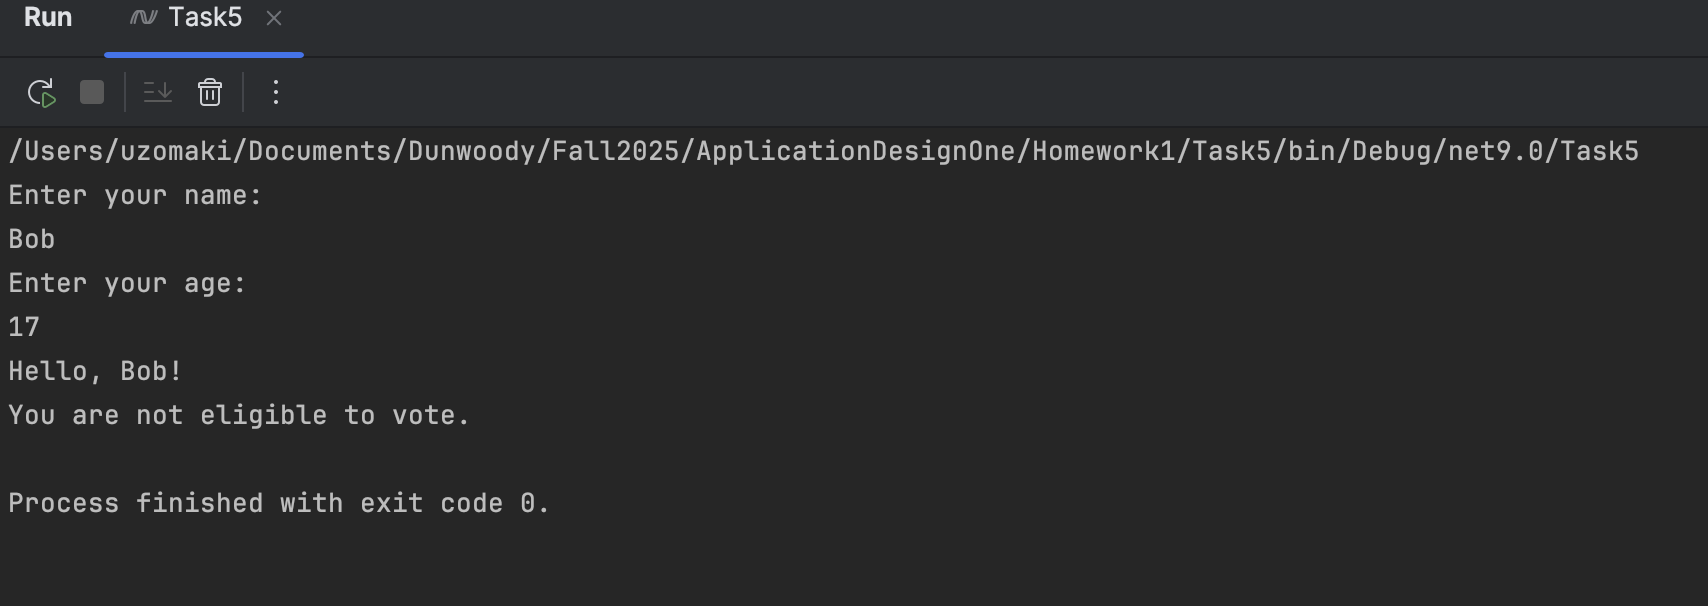 Run Task5
/Users/uzomaki/Documents/Dunwoody/Fall2025/ApplicationDesignOne/Homework1/Task5/bin/Debug/net9.0/Task5
Enter your name:
Bob
Enter your age:
17
Hello, Bob!
You are not eligible to vote.
Process finished with exit code 0.